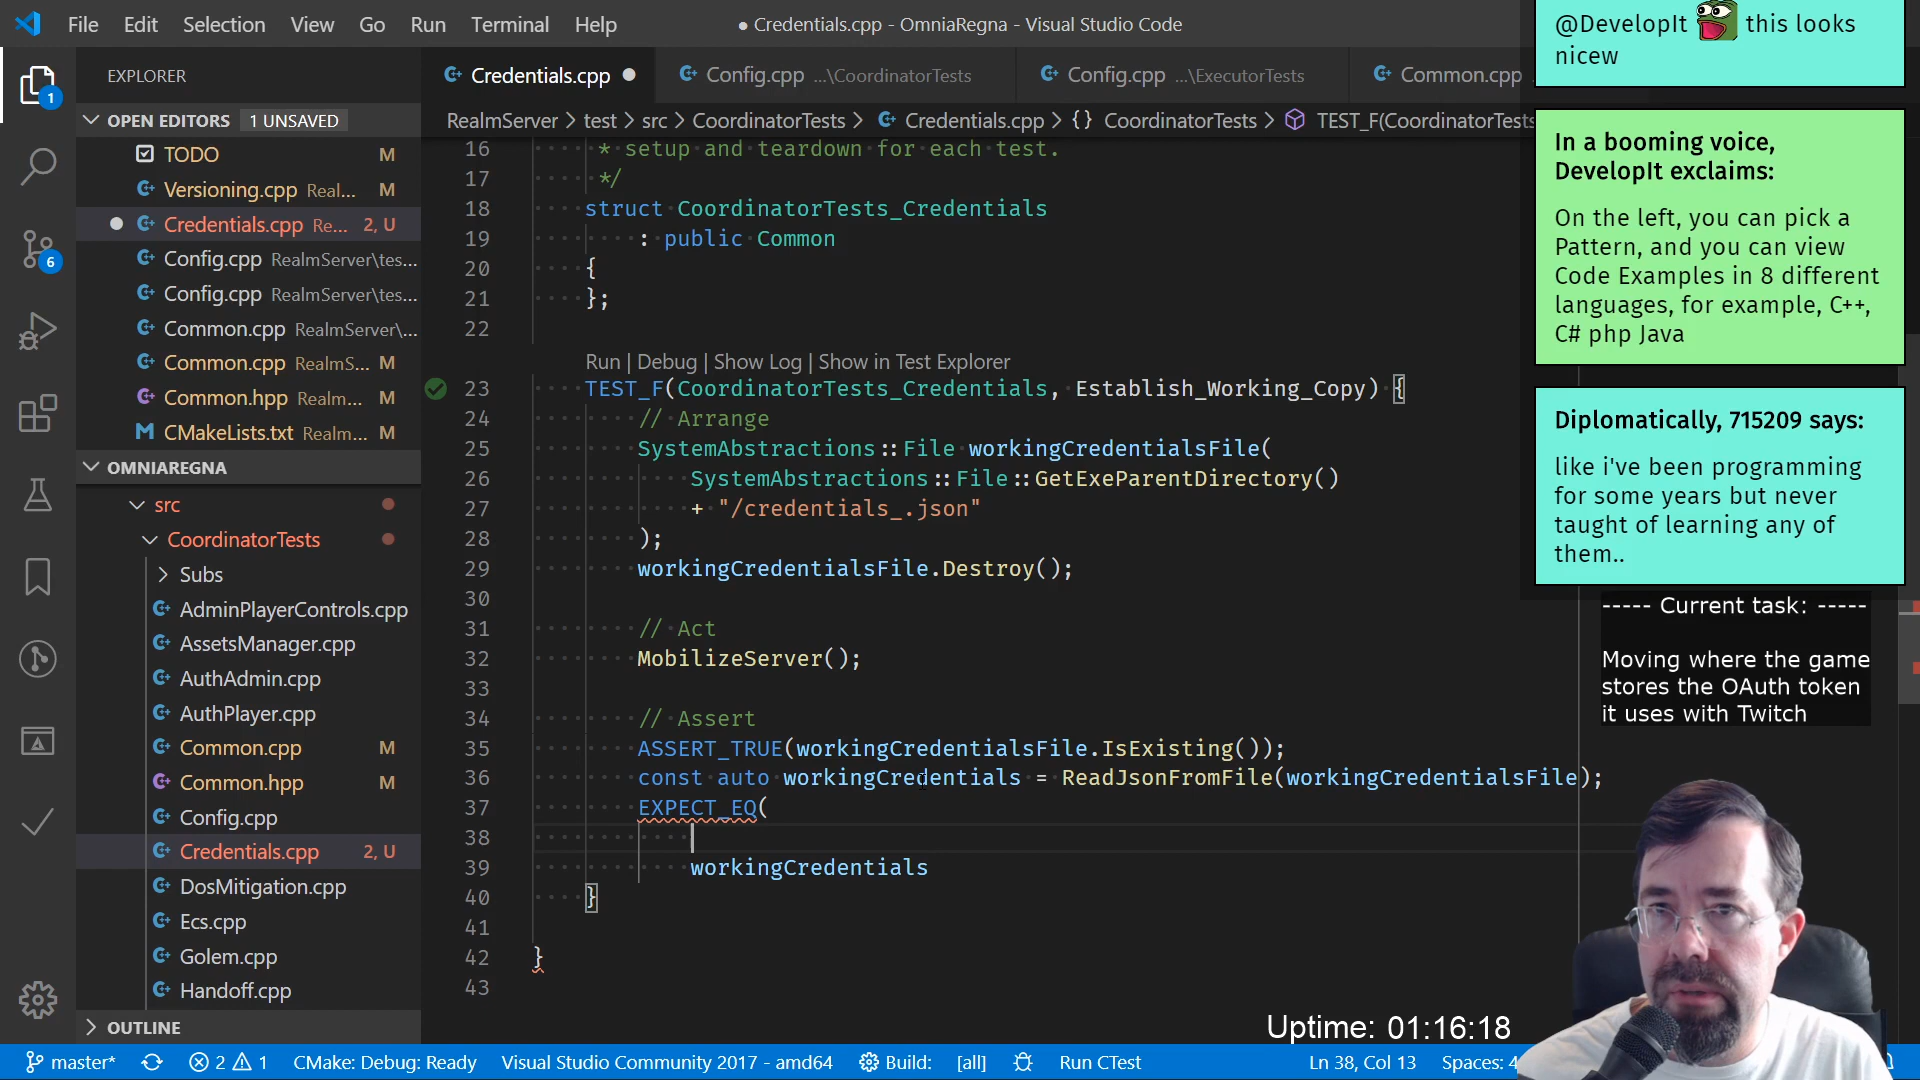 File Edit Selection View Go Run Terminal Help
● Credentials.cpp - OmniaRegna - Visual Studio Code
EXPLORER
OPEN EDITORS 1 UNSAVED
TODO M
Versioning.cpp Real... M
Credentials.cpp Re... 2, U
Config.cpp RealmServer\tes...
Config.cpp RealmServer\tes...
Common.cpp RealmServer\...
Common.cpp RealmS... M
Common.hpp Realm... M
CMakeLists.txt Realm... M
OMNIAREGNA
src
CoordinatorTests
Subs
AdminPlayerControls.cpp
AssetsManager.cpp
AuthAdmin.cpp
AuthPlayer.cpp
Common.cpp M
Common.hpp M
Config.cpp
Credentials.cpp 2, U
DosMitigation.cpp
Ecs.cpp
Golem.cpp
Handoff.cpp
OUTLINE
1
6
Credentials.cpp Config.cpp ...\CoordinatorTests Config.cpp ...\ExecutorTests Common.cpp
RealmServer > test > src > CoordinatorTests > Credentials.cpp > {} CoordinatorTests > TEST_F(CoordinatorTests
16 * setup and teardown for each test.
17 */
18 struct CoordinatorTests_Credentials
19 : public Common
20 {
21 };
22
Run | Debug | Show Log | Show in Test Explorer
23 TEST_F(CoordinatorTests_Credentials, Establish_Working_Copy) {
24 // Arrange
25 SystemAbstractions::File workingCredentialsFile(
26 SystemAbstractions::File::GetExeParentDirectory()
27 + "/credentials_.json"
28 );
29 workingCredentialsFile.Destroy();
30
31 // Act
32 MobilizeServer();
33
34 // Assert
35 ASSERT_TRUE(workingCredentialsFile.IsExisting());
36 const auto workingCredentials = ReadJsonFromFile(workingCredentialsFile);
37 EXPECT_EQ(
38
39 workingCredentials
40 }
41
42 }
43
@DevelopIt this looks
nicew
In a booming voice,
DevelopIt exclaims:
On the left, you can pick a
Pattern, and you can view
Code Examples in 8 different
languages, for example, C++,
C# php Java
Diplomatically, 715209 says:
like i've been programming
for some years but never
taught of learning any of
them..
----- Current task: -----
Moving where the game
stores the OAuth token
it uses with Twitch
Uptime: 01:16:18
master* 2 1 CMake: Debug: Ready Visual Studio Community 2017 - amd64 Build: [all] Run CTest Ln 38, Col 13 Spaces: 4